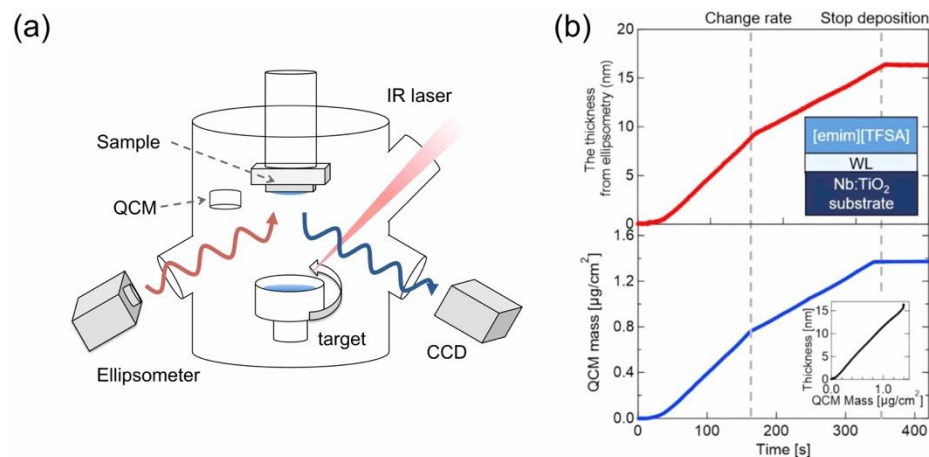 (a)
IR laser
Sample
QCM
target
Ellipsometer
CCD
(b)
Change rate
Stop deposition
The thickness
from ellipsometry (nm)
20
15
10
5
0
[emim][TFSA]
WL
Nb:TiO2
substrate
QCM mass [µg/cm²]
1.6
1.2
0.8
0.4
0.0
Thickness [nm]
15
10
5
0
0
1.0
QCM Mass [µg/cm²]
0
100
200
300
400
Time [s]